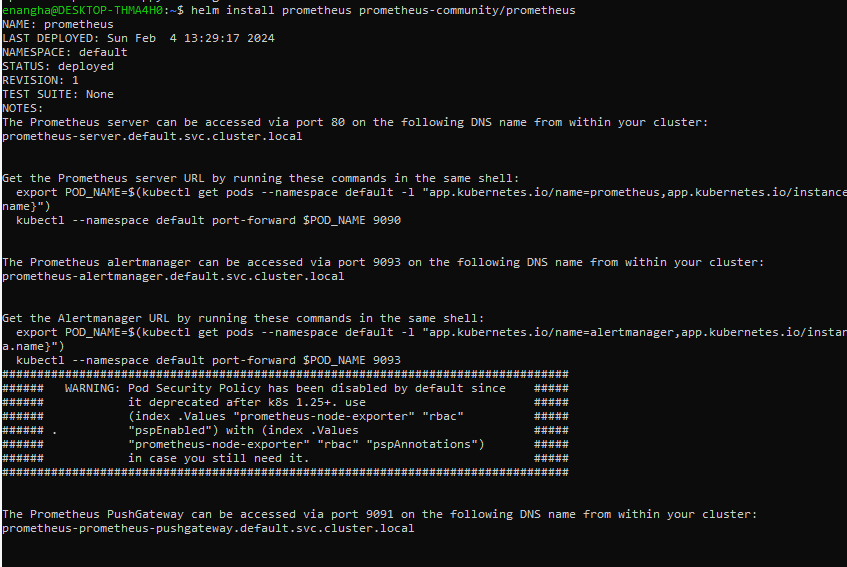 enangha@DESKTOP-THMA4H0:~$ helm install prometheus prometheus-community/prometheus
NAME: prometheus
LAST DEPLOYED: Sun Feb  4 13:29:17 2024
NAMESPACE: default
STATUS: deployed
REVISION: 1
TEST SUITE: None
NOTES:
The Prometheus server can be accessed via port 80 on the following DNS name from within your cluster:
prometheus-server.default.svc.cluster.local
Get the Prometheus server URL by running these commands in the same shell:
  export POD_NAME=$(kubectl get pods --namespace default -l "app.kubernetes.io/name=prometheus,app.kubernetes.io/instance
name}")
  kubectl --namespace default port-forward $POD_NAME 9090
The Prometheus alertmanager can be accessed via port 9093 on the following DNS name from within your cluster:
prometheus-alertmanager.default.svc.cluster.local
Get the Alertmanager URL by running these commands in the same shell:
  export POD_NAME=$(kubectl get pods --namespace default -l "app.kubernetes.io/name=alertmanager,app.kubernetes.io/instan
a.name}")
  kubectl --namespace default port-forward $POD_NAME 9093
#################################################################################
######   WARNING: Pod Security Policy has been disabled by default since    #####
######            it deprecated after k8s 1.25+. use                        #####
######            (index .Values "prometheus-node-exporter" "rbac"          #####
###### .          "pspEnabled") with (index .Values                         #####
######            "prometheus-node-exporter" "rbac" "pspAnnotations")       #####
######            in case you still need it.                                #####
#################################################################################
The Prometheus PushGateway can be accessed via port 9091 on the following DNS name from within your cluster:
prometheus-prometheus-pushgateway.default.svc.cluster.local